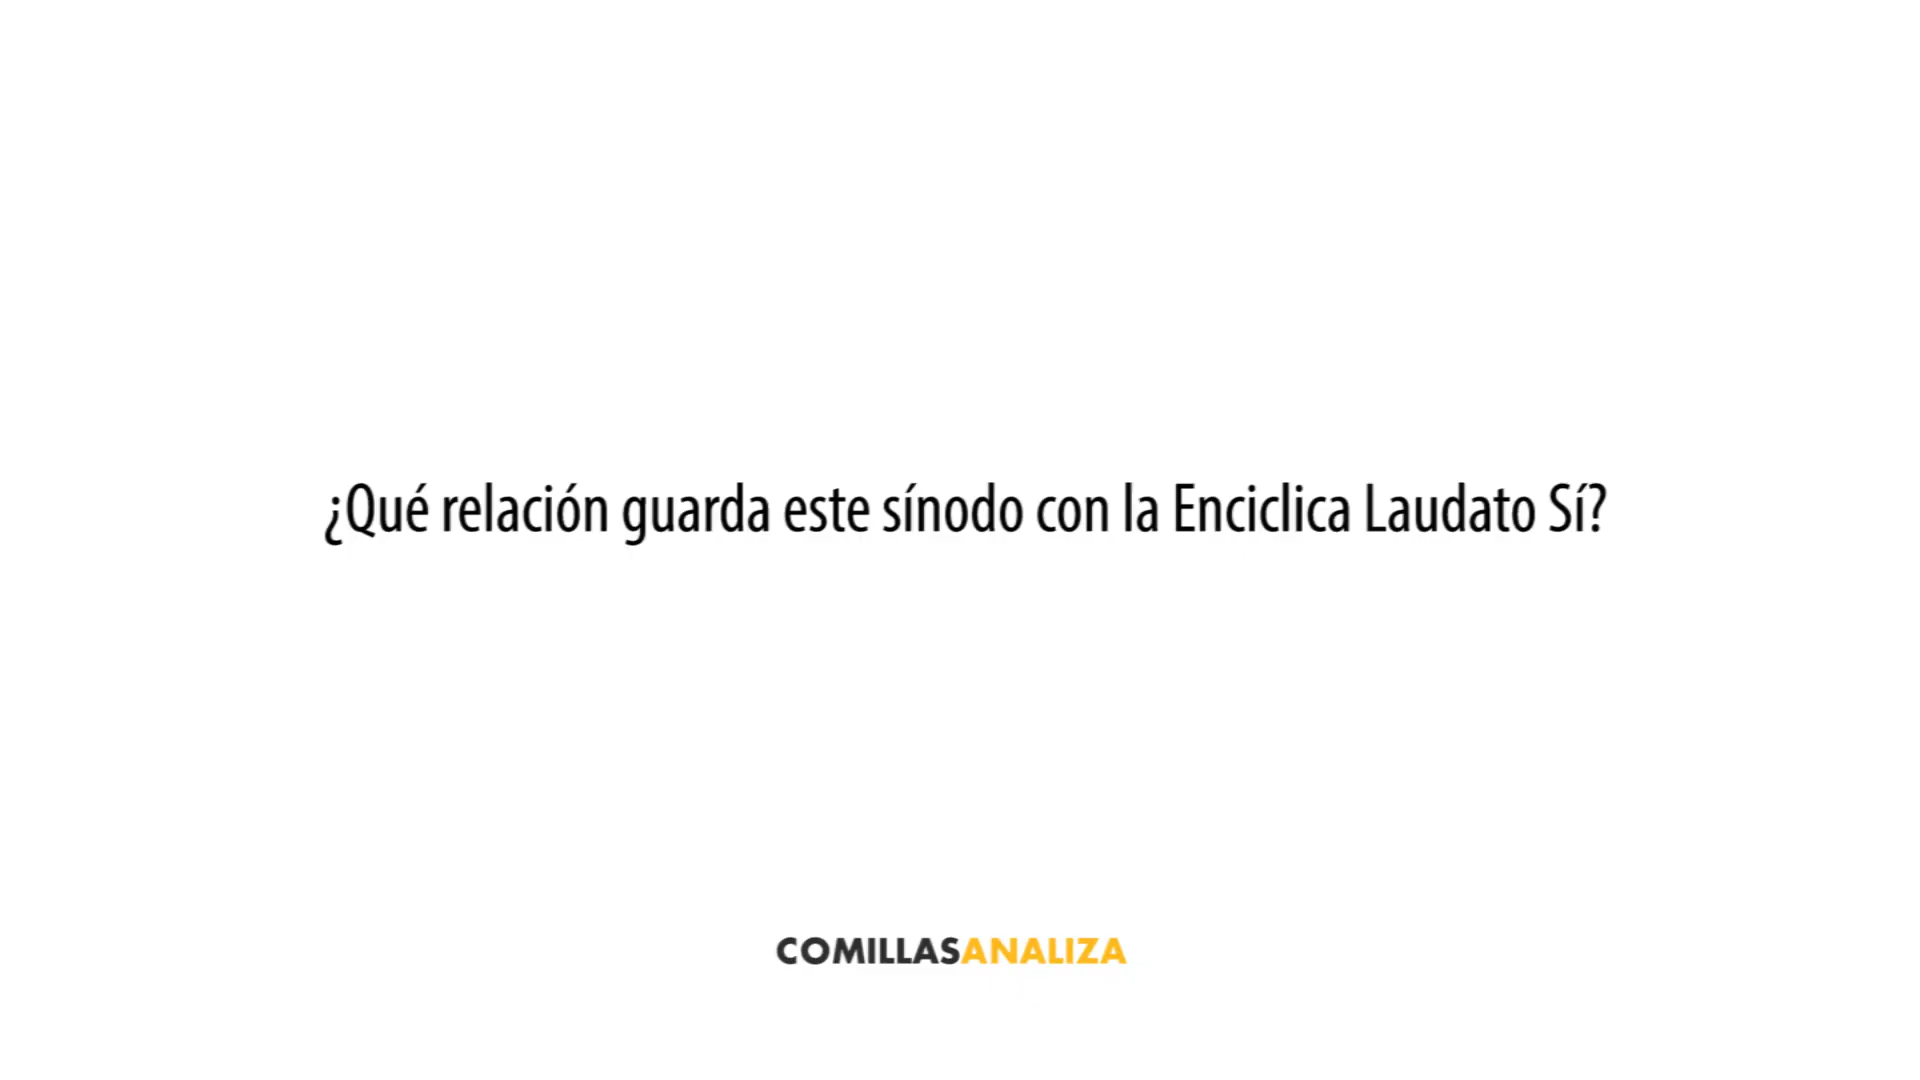 ¿Qué relación guarda este sínodo con la Enciclica Laudato Sí?
COMILLASANALIZA